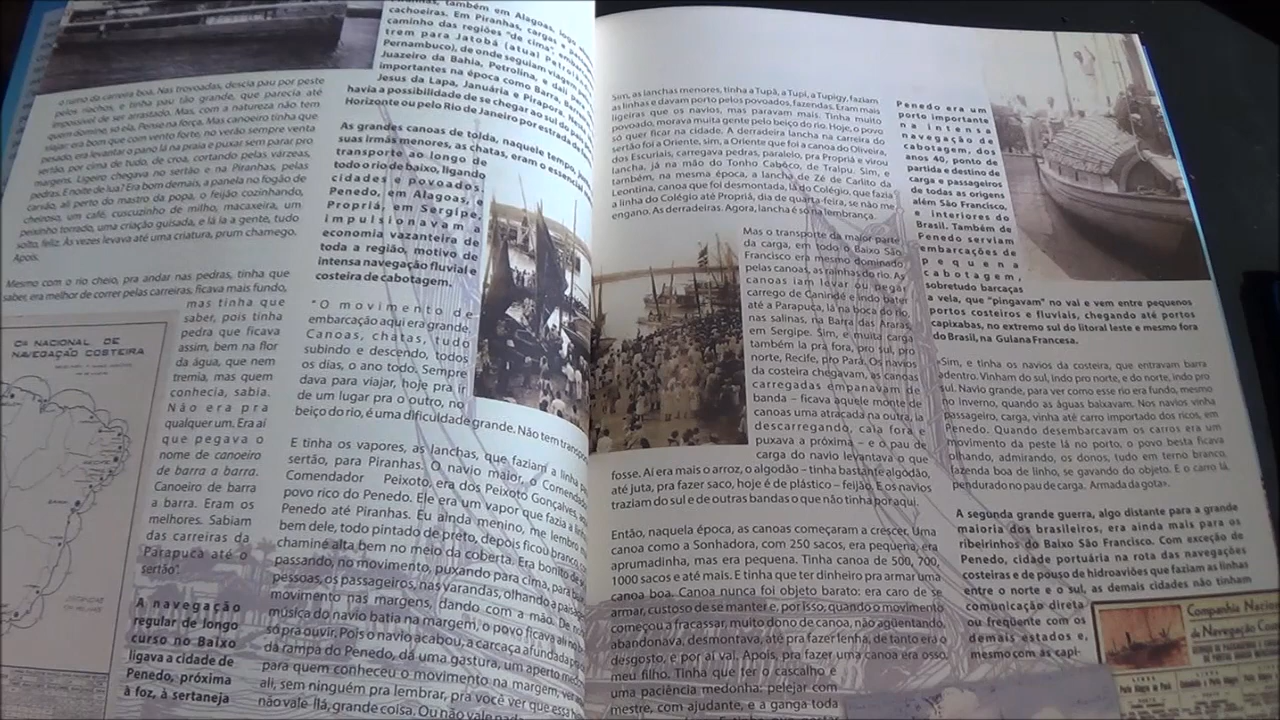 o rumo da carreira boa. Nas trovoadas, descia pau por peste
pelos riachos, e tinha pau tão grande, que parecia até
impossível de ser arrastado. Mas, com a natureza não tem
quem domine, só ela. Pense na força. Mas canoeiro tinha que
viajar: era bom que com vento forte, no verão sempre venta
pesado, era levantar o pano lá na praia e puxar sem parar pro
sertão, por cima de tudo, de croa, cortando pelas várzeas,
margens. Ligeiro chegava no sertão e na Piranhas, pelas
pedras. E noite de lua? Era bom demais, a panela no fogão de
carvão, ali perto do mastro da popa, o feijão cozinhando,
cheiroso, um café, cuscuzinho de milho, macaxeira, um
peixinho torrado, uma criação guisada, e lá ia a gente, tudo
solto, feliz. Às vezes levava até uma criatura, prum chamego.
Apois.
Mesmo com o rio cheio, pra andar nas pedras, tinha que
saber, era melhor de correr pelas carreiras, ficava mais fundo,
mas tinha que
saber, pois tinha
pedra que ficava
assim, bem na flor
da água, que nem
tremia, mas quem
conhecia, sabia.
Não era pra
qualquer um. Era aí
que pegava o
nome de canoeiro
de barra a barra.
Canoeiro de barra
a barra. Eram os
melhores. Sabiam
das carreiras da
Parapuca até o
sertão”.
Cª NACIONAL DE
NAVEGAÇÃO COSTEIRA
A navegação
regular de longo
curso no Baixo
ligava a cidade de
Penedo, próxima
à foz, à sertaneja
também em Alagoas,
cachoeiras. Em Piranhas, cargas e
caminho das regiões “de cima”,
trem para Jatobá (atual
Pernambuco), de onde seguiam viagem
Juazeiro da Bahia, Petrolina, e daí para
importantes na época como Barra,
Jesus da Lapa, Januária e Pirapora.
havia a possibilidade de se chegar ao sul do país
Horizonte ou pelo Rio de Janeiro por estrada de
As grandes canoas de tolda, naquele tempo,
suas irmãs menores, as chatas, eram o essencial
transporte ao longo de
todo o rio de baixo, ligando
cidades e povoados
Penedo, em Alagoas, e
Propriá, em Sergipe,
impulsionavam a
economia vazanteira de
toda a região, motivo de
intensa navegação fluvial e
costeira de cabotagem.
“O movimento de
embarcação aqui era grande.
Canoas, chatas, tudo
subindo e descendo, todos
os dias, o ano todo. Sempre
dava para viajar, hoje pra ir
de um lugar pra o outro, no
beiço do rio, é uma dificuldade grande. Não tem
E tinha os vapores, as lanchas, que faziam a linha
sertão, para Piranhas. O navio maior, o Comendador
Comendador Peixoto, era dos Peixoto Gonçalves,
povo rico do Penedo. Ele era um vapor que fazia a linha
Penedo até Piranhas. Eu ainda menino, me lembro
bem dele, todo pintado de preto, depois ficou branco,
chaminé alta bem no meio da coberta. Era bonito
passando, no movimento, puxando para cima, para
pessoas, os passageiros, nas varandas, olhando a
movimento nas margens, dando com a mão. De
música do navio batia na margem, o povo ficava ali
só pra ouvir. Pois o navio acabou, a carcaça afundada
da rampa do Penedo, dá uma gastura, um aperto
para quem conheceu o movimento na margem,
ali, sem ninguém pra lembrar, pra você ver que
não vale lá, grande coisa. Ou não vale nada
Sim, as lanchas menores, tinha a Tupã, a Tupi, a Tupigy, faziam
as linhas e davam porto pelos povoados, fazendas. Eram mais
ligeiras que os navios, mas paravam mais. Tinha muito
povoado, morava muita gente pelo beiço do rio. Hoje, o povo
só quer ficar na cidade. A derradeira lancha na carreira do
sertão foi a Oriente, sim, a Oriente que foi a canoa do Oliveira,
dos Escuriais, carregava pedras, paralelo, pra Propriá e virou
lancha, já na mão do Tonho Cabôco, de Traipu. Sim, e
também, na mesma época, a lancha de Zé de Carlito da
Leontina, canoa que foi desmontada, lá do Colégio, que fazia
a linha do Colégio até Propriá, dia de quarta-feira, se não me
engano. As derradeiras. Agora, lancha é só na lembrança.
Mas o transporte da maior parte
da carga, em todo o Baixo São
Francisco era mesmo dominado
pelas canoas, as rainhas do rio. As
canoas iam levar ou pegar
carrego de Canindé e indo bater
até a Parapuca, lá na boca do rio,
nas salinas, na Barra das Araras,
em Sergipe. Sim, e muita carga
também la pra fora, pro sul, pro
norte, Recife, pro Pará. Os navios
da costeira chegavam, as canoas
carregadas empanavam de
banda – ficava aquele monte de
canoas uma atracada na outra, ia
descarregando, caía fora e
puxava a próxima – e o pau de
carga do navio levantava o que
fosse. Aí era mais o arroz, o algodão – tinha bastante algodão,
até juta, pra fazer saco, hoje é de plástico – feijão. E os navios
traziam do sul e de outras bandas o que não tinha por aqui.
Então, naquela época, as canoas começaram a crescer. Uma
canoa como a Sonhadora, com 250 sacos, era pequena, era
aprumadinha, mas era pequena. Tinha canoa de 500, 700,
1000 sacos e até mais. E tinha que ter dinheiro pra armar uma
canoa boa. Canoa nunca foi objeto barato: era caro de se
armar, custoso de se manter e, por isso, quando o movimento
começou a fracassar, muito dono de canoa, não agüentando,
abandonava, desmontava, até pra fazer lenha, de tanto era o
desgosto, e por aí vai. Apois, pra fazer uma canoa era osso,
meu filho. Tinha que ter o cascalho e
uma paciência medonha: pelejar com
mestre, com ajudante, e a ganga toda
Penedo era um
porto importante
na intensa
navegação de
cabotagem, dos
anos 40, ponto de
partida e destino de
carga e passageiros
de todas as origens
além São Francisco,
e interiores do
Brasil. Também de
Penedo serviam
embarcações de
pequena
cabotagem,
sobretudo barcaças
a vela, que “pingavam” no val e vem entre pequenos
portos costeiros e fluviais, chegando até portos
capixabas, no extremo sul do litoral leste e mesmo fora
do Brasil, na Guiana Francesa.
«Sim, e tinha os navios da costeira, que entravam barra
adentro. Vinham do sul, indo pro norte, e do norte, indo pro
sul. Navio grande, para ver como esse rio era fundo, mesmo
no inverno, quando as águas baixavam. Nos navios vinha
passageiro, carga, vinha até carro importado dos ricos, em
Penedo. Quando desembarcavam os carros era um
movimento da peste lá no porto, o povo besta ficava
olhando, admirando, os donos, tudo em terno branco,
fazenda boa de linho, se gavando do objeto. E o carro lá,
pendurado no pau de carga. Armada da gota».
A segunda grande guerra, algo distante para a grande
maioria dos brasileiros, era ainda mais para os
ribeirinhos do Baixo São Francisco. Com exceção de
Penedo, cidade portuária na rota das navegações
costeiras e de pouso de hidroaviões que faziam as linhas
entre o norte e o sul, as demais cidades não tinham
comunicação direta
ou freqüente com os
demais estados e,
mesmo com as capi-
Companhia Nacional
de Navegação Costeira